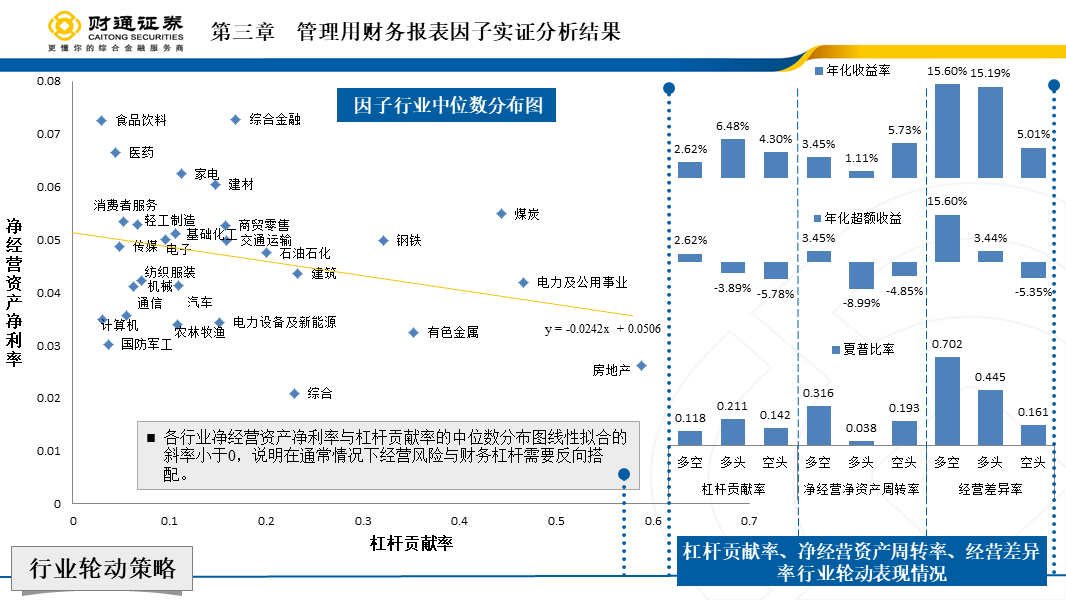 财通证券
CAITONG SECURITIES
更懂你的综合金融服务商
第三章 管理用财务报表因子实证分析结果
因子行业中位数分布图
净经营资产净利率
0.08
0.07
0.06
0.05
0.04
0.03
0.02
0.01
0
食品饮料
综合金融
医药
家电
建材
消费者服务
轻工制造
商贸零售
基础化工
交通运输
传媒
电子
石油石化
煤炭
钢铁
建筑
纺织服装
机械
电力及公用事业
通信
汽车
计算机
农林牧渔
电力设备及新能源
有色金属
国防军工
房地产
综合
y = -0.0242x + 0.0506
■ 各行业净经营资产净利率与杠杆贡献率的中位数分布图线性拟合的
斜率小于0，说明在通常情况下经营风险与财务杠杆需要反向搭
配。
0 0.1 0.2 0.3 0.4 0.5 0.6 0.7
杠杆贡献率
年化收益率
2.62% 6.48% 4.30% 3.45% 1.11% 5.73% 15.60% 15.19% 5.01%
年化超额收益
2.62% -3.89% -5.78% 3.45% -8.99% -4.85% 15.60% 3.44% -5.35%
夏普比率
0.118 0.211 0.142 0.316 0.038 0.193 0.702 0.445 0.161
多空 多头 空头 多空 多头 空头 多空 多头 空头
杠杆贡献率 净经营净资产周转率 经营差异率
杠杆贡献率、净经营资产周转率、经营差异
率行业轮动表现情况
行业轮动策略